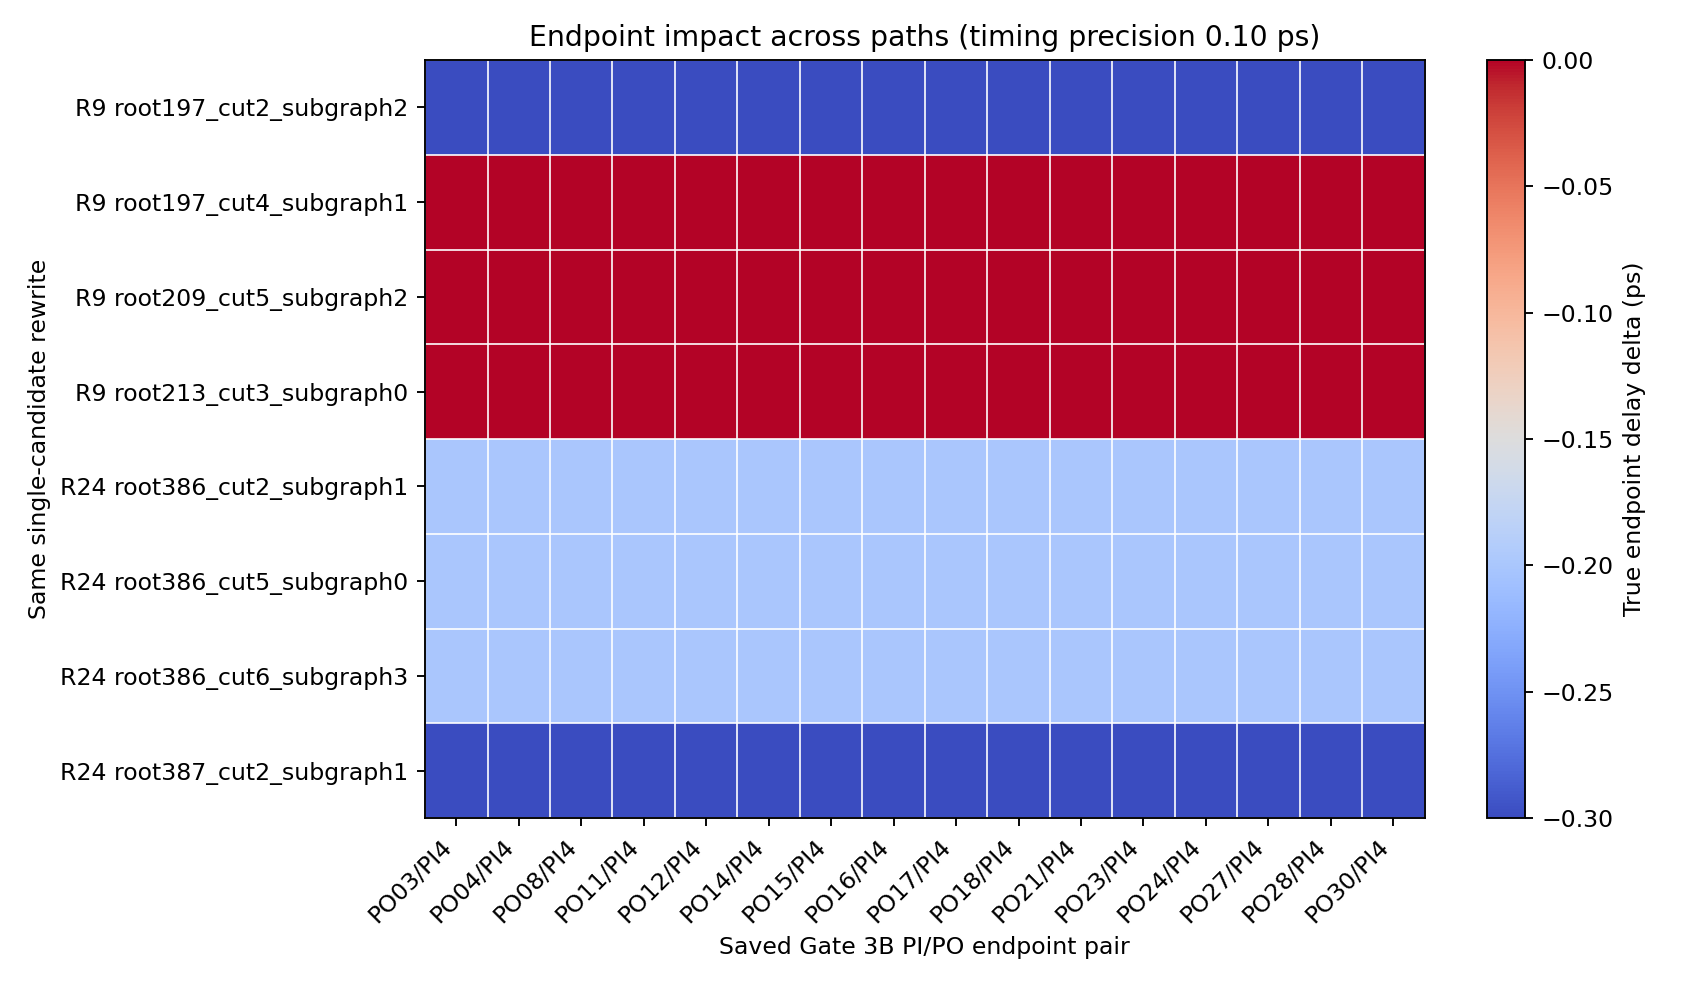 Endpoint impact across paths (timing precision 0.10 ps)
Same single-candidate rewrite
R9 root197_cut2_subgraph2
R9 root197_cut4_subgraph1
R9 root209_cut5_subgraph2
R9 root213_cut3_subgraph0
R24 root386_cut2_subgraph1
R24 root386_cut5_subgraph0
R24 root386_cut6_subgraph3
R24 root387_cut2_subgraph1
PO03/PI4
PO04/PI4
PO08/PI4
PO11/PI4
PO12/PI4
PO14/PI4
PO15/PI4
PO16/PI4
PO17/PI4
PO18/PI4
PO21/PI4
PO23/PI4
PO24/PI4
PO27/PI4
PO28/PI4
PO30/PI4
Saved Gate 3B PI/PO endpoint pair
0.00
−0.05
−0.10
−0.15
−0.20
−0.25
−0.30
True endpoint delay delta (ps)